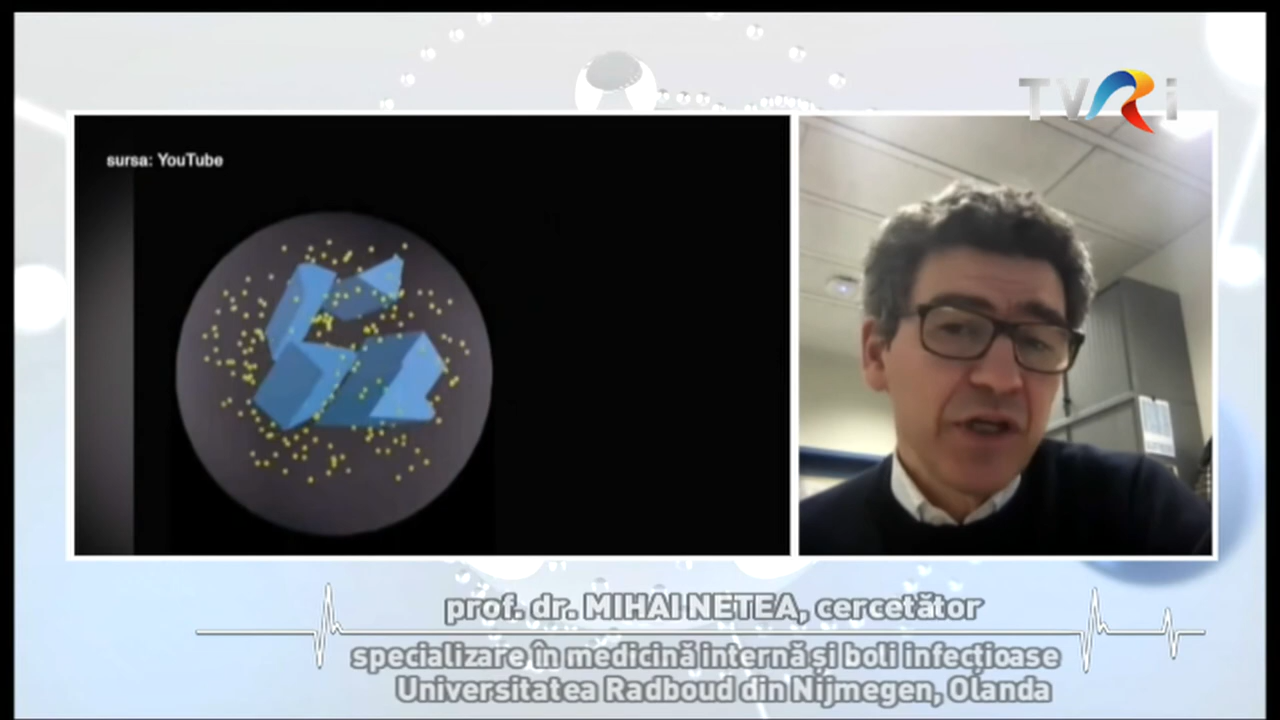 TVRi
sursa: YouTube
prof. dr. MIHAI NETEA, cercetător
specializare în medicină internă și boli infecțioase
Universitatea Radboud din Nijmegen, Olanda